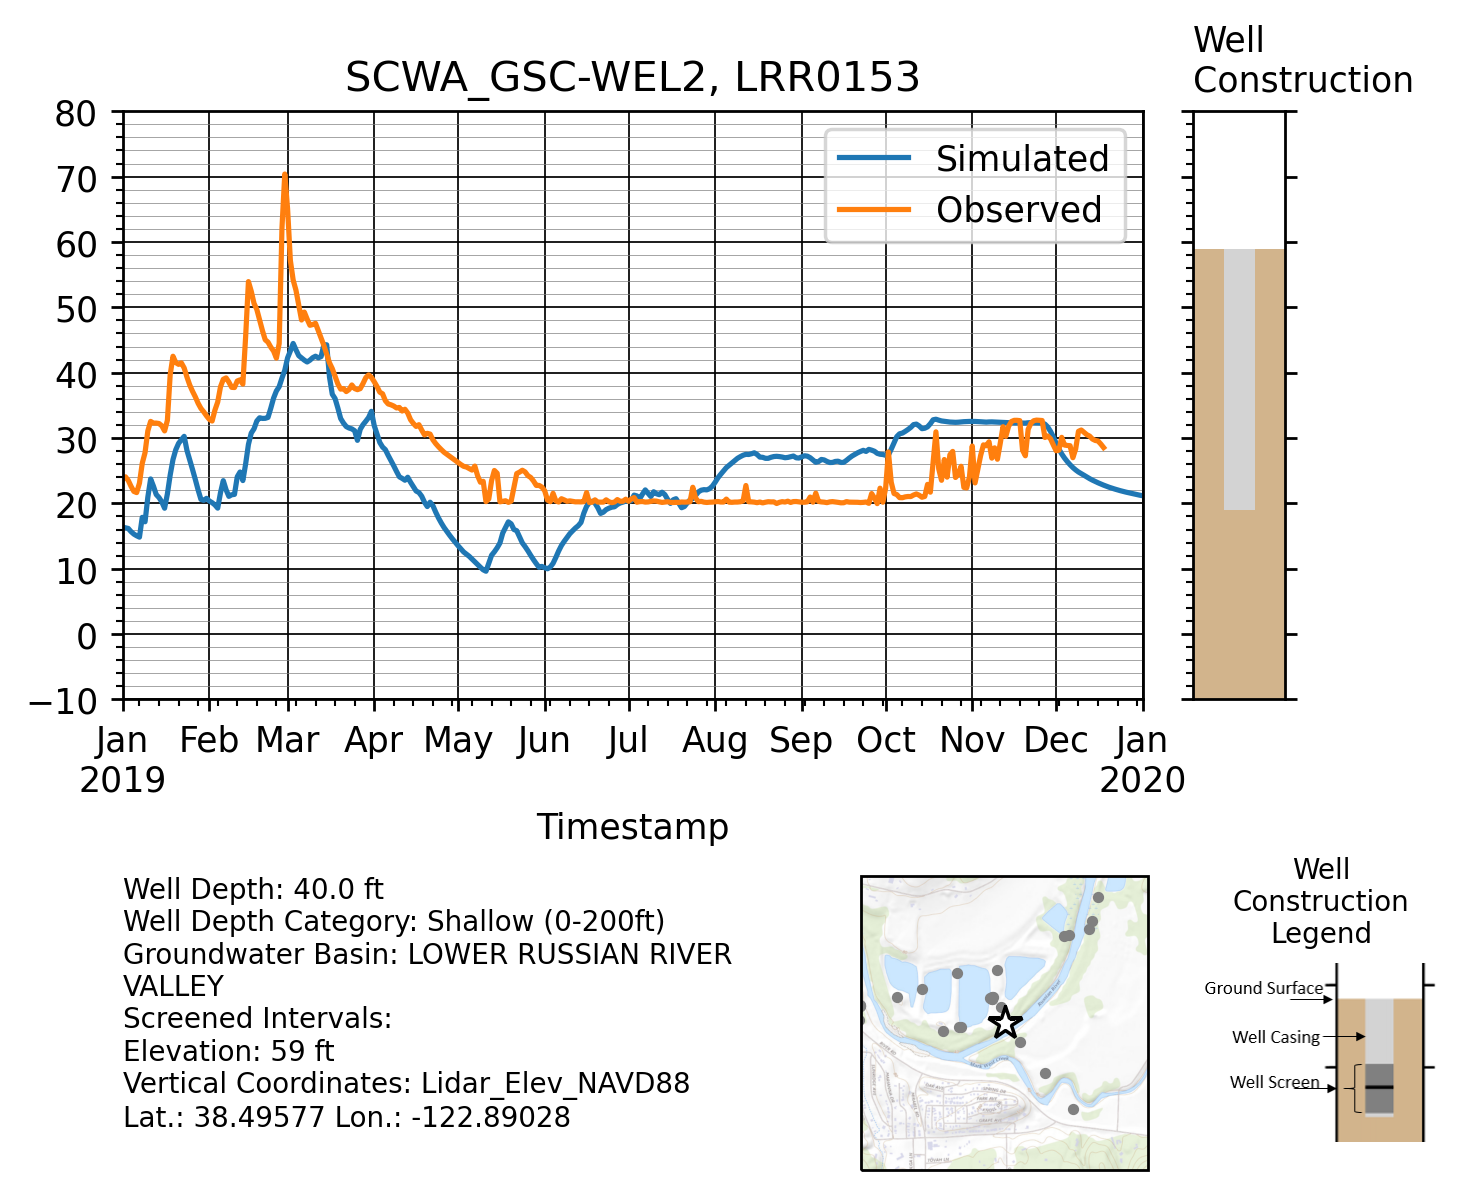 Well
Construction
SCWA_GSC-WEL2, LRR0153
Simulated
Observed
80
70
60
50
40
30
20
10
0
−10
Jan Feb Mar Apr May Jun Jul Aug Sep Oct Nov Dec Jan
2019 2020
Timestamp
Well Depth: 40.0 ft
Well Depth Category: Shallow (0-200ft)
Groundwater Basin: LOWER RUSSIAN RIVER
VALLEY
Screened Intervals:
Elevation: 59 ft
Vertical Coordinates: Lidar_Elev_NAVD88
Lat.: 38.49577 Lon.: -122.89028
Well
Construction
Legend
Ground Surface
Well Casing
Well Screen